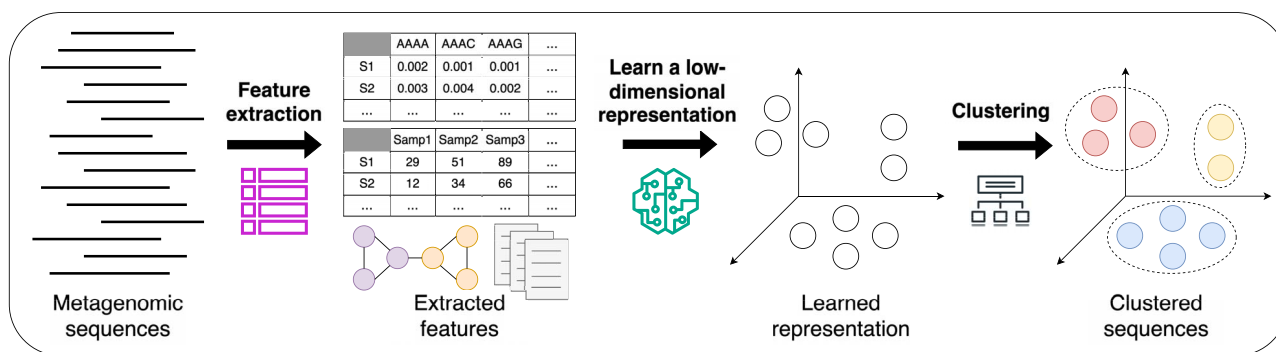 Feature
extraction
AAAA AAAC AAAG ...
S1 0.002 0.001 0.001 ...
S2 0.003 0.004 0.002 ...
... ... ... ...
Samp1 Samp2 Samp3 ...
S1 29 51 89 ...
S2 12 34 66 ...
... ... ... ...
Learn a low-
dimensional
representation
Clustering
Metagenomic
sequences
Extracted
features
Learned
representation
Clustered
sequences